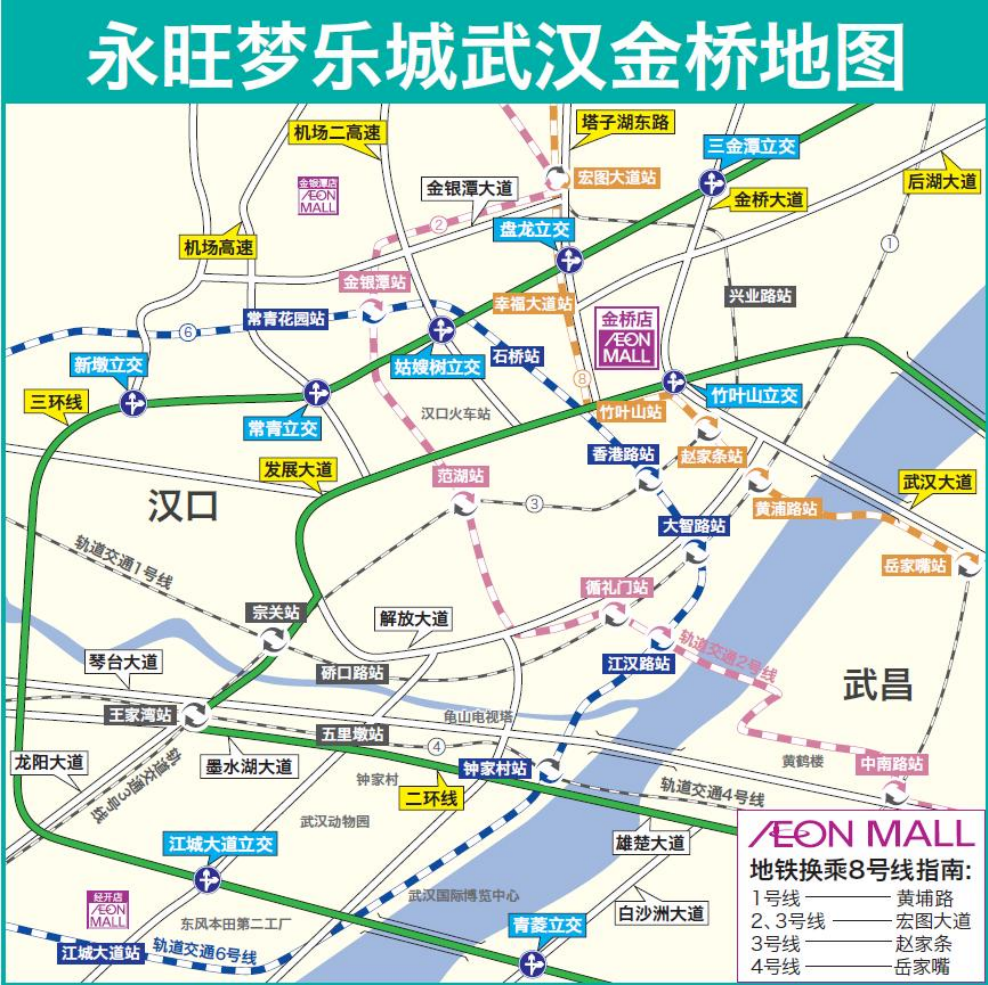 永旺梦乐城武汉金桥地图
机场二高速
塔子湖东路
三金潭立交
金银潭店
ÆON
MALL
金银潭大道
宏图大道站
后湖大道
金桥大道
机场高速
2
盘龙立交
1
金银潭站
兴业路站
常青花园站
幸福大道站
金桥店
ÆON
MALL
6
新墩立交
姑嫂树立交
石桥站
8
竹叶山立交
三环线
常青立交
汉口火车站
竹叶山站
发展大道
范湖站
香港路站
赵家条站
武汉大道
汉口
3
大智路站
黄浦路站
轨道交通1号线
岳家嘴站
循礼门站
宗关站
解放大道
琴台大道
硚口路站
江汉路站
轨道交通2号线
武昌
王家湾站
龟山电视塔
五里墩站
4
龙阳大道
轨道交通3号线
墨水湖大道
钟家村
钟家村站
黄鹤楼
中南路站
二环线
轨道交通4号线
武汉动物园
江城大道立交
雄楚大道
ÆON MALL
地铁换乘8号线指南:
1号线 黄埔路
2、3号线 宏图大道
3号线 赵家条
4号线 岳家嘴
经开店
ÆON
MALL
武汉国际博览中心
东风本田第二工厂
白沙洲大道
青菱立交
江城大道站
轨道交通6号线